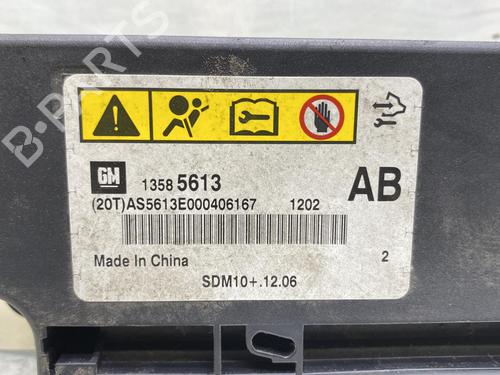 B-PARTS
GM
1358 5613
AB
(20T)AS5613E000406167 1202
Made In China
2
SDM10+.12.06